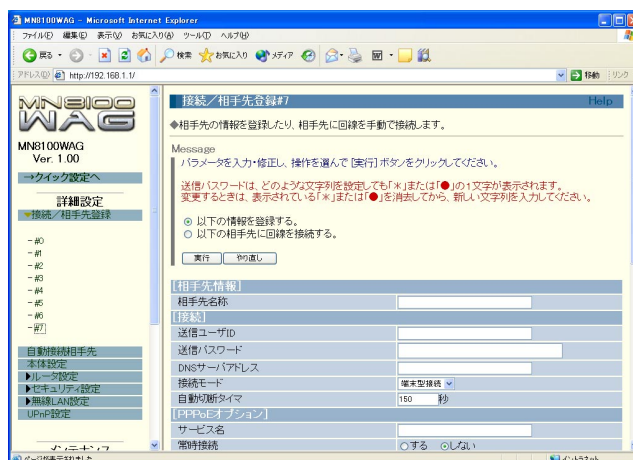 MN8100WAG - Microsoft Internet Explorer
ファイル(F) 編集(E) 表示(V) お気に入り(A) ツール(T) ヘルプ(H)
戻る 検索 お気に入り メディア
アドレス(D) http://192.168.1.1/ 移動 リンク
MN8100
WAG
MN8100WAG
Ver. 1.00
→クイック設定へ
詳細設定
接続／相手先登録
- #0
- #1
- #2
- #3
- #4
- #5
- #6
- #7
自動接続相手先
本体設定
▶ルータ設定
▶セキュリティ設定
▶無線LAN設定
UPnP設定
メンテナンス
接続／相手先登録#7 Help
◆相手先の情報を登録したり、相手先に回線を手動で接続します。
Message
パラメータを入力・修正し、操作を選んで [実行] ボタンをクリックしてください。
送信パスワードは、どのような文字列を設定しても「＊」または「●」の1文字が表示されます。
変更するときは、表示されている「＊」または「●」を消去してから、新しい文字列を入力してください。
以下の情報を登録する。
以下の相手先に回線を接続する。
実行 やり直し
[相手先情報]
相手先名称
[接続]
送信ユーザID
送信パスワード
DNSサーバアドレス
接続モード 端末型接続
自動切断タイマ 150 秒
[PPPoEオプション]
サービス名
常時接続 する しない
ページが表示されました
インターネット